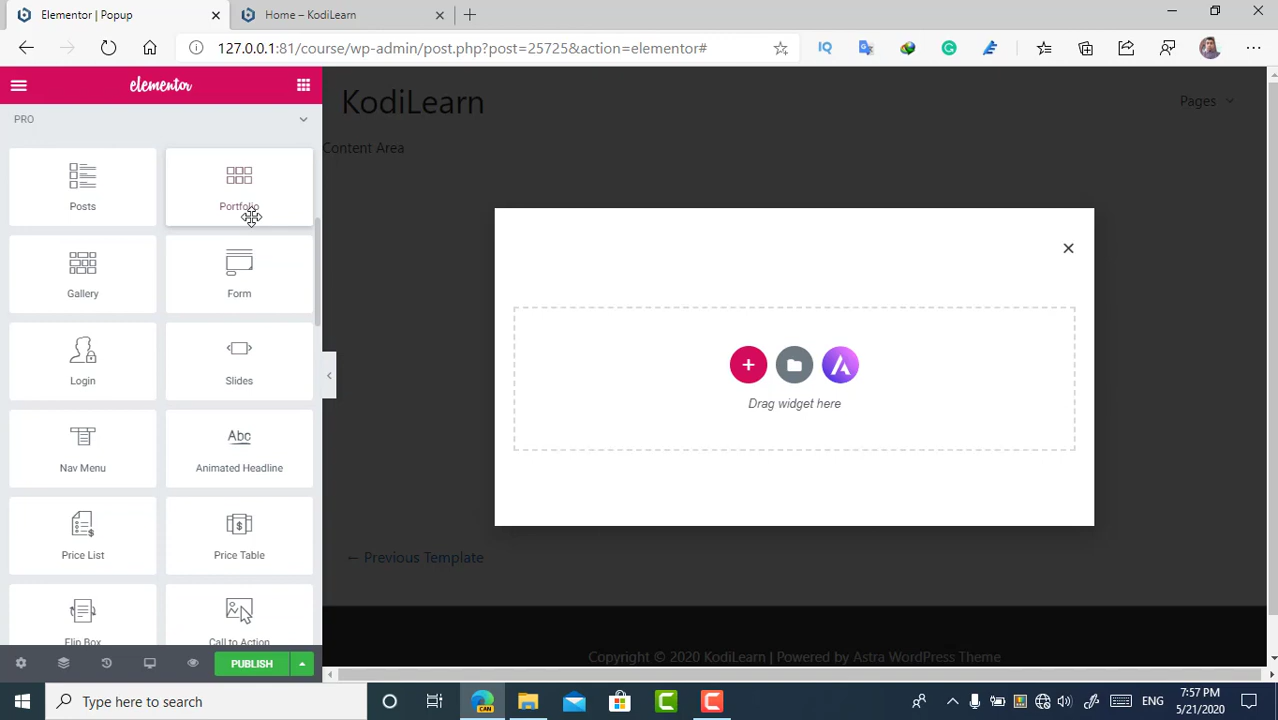 Elementor | Popup
Home – KodiLearn
127.0.0.1:81/course/wp-admin/post.php?post=25725&action=elementor#
elementor
PRO
Posts
Portfolio
Gallery
Form
Login
Slides
Nav Menu
Animated Headline
Price List
Price Table
Flip Box
Call to Action
PUBLISH
KodiLearn
Pages
Content Area
Drag widget here
← Previous Template
Copyright © 2020 KodiLearn | Powered by Astra WordPress Theme
Type here to search
CAN
ENG
7:57 PM
5/21/2020